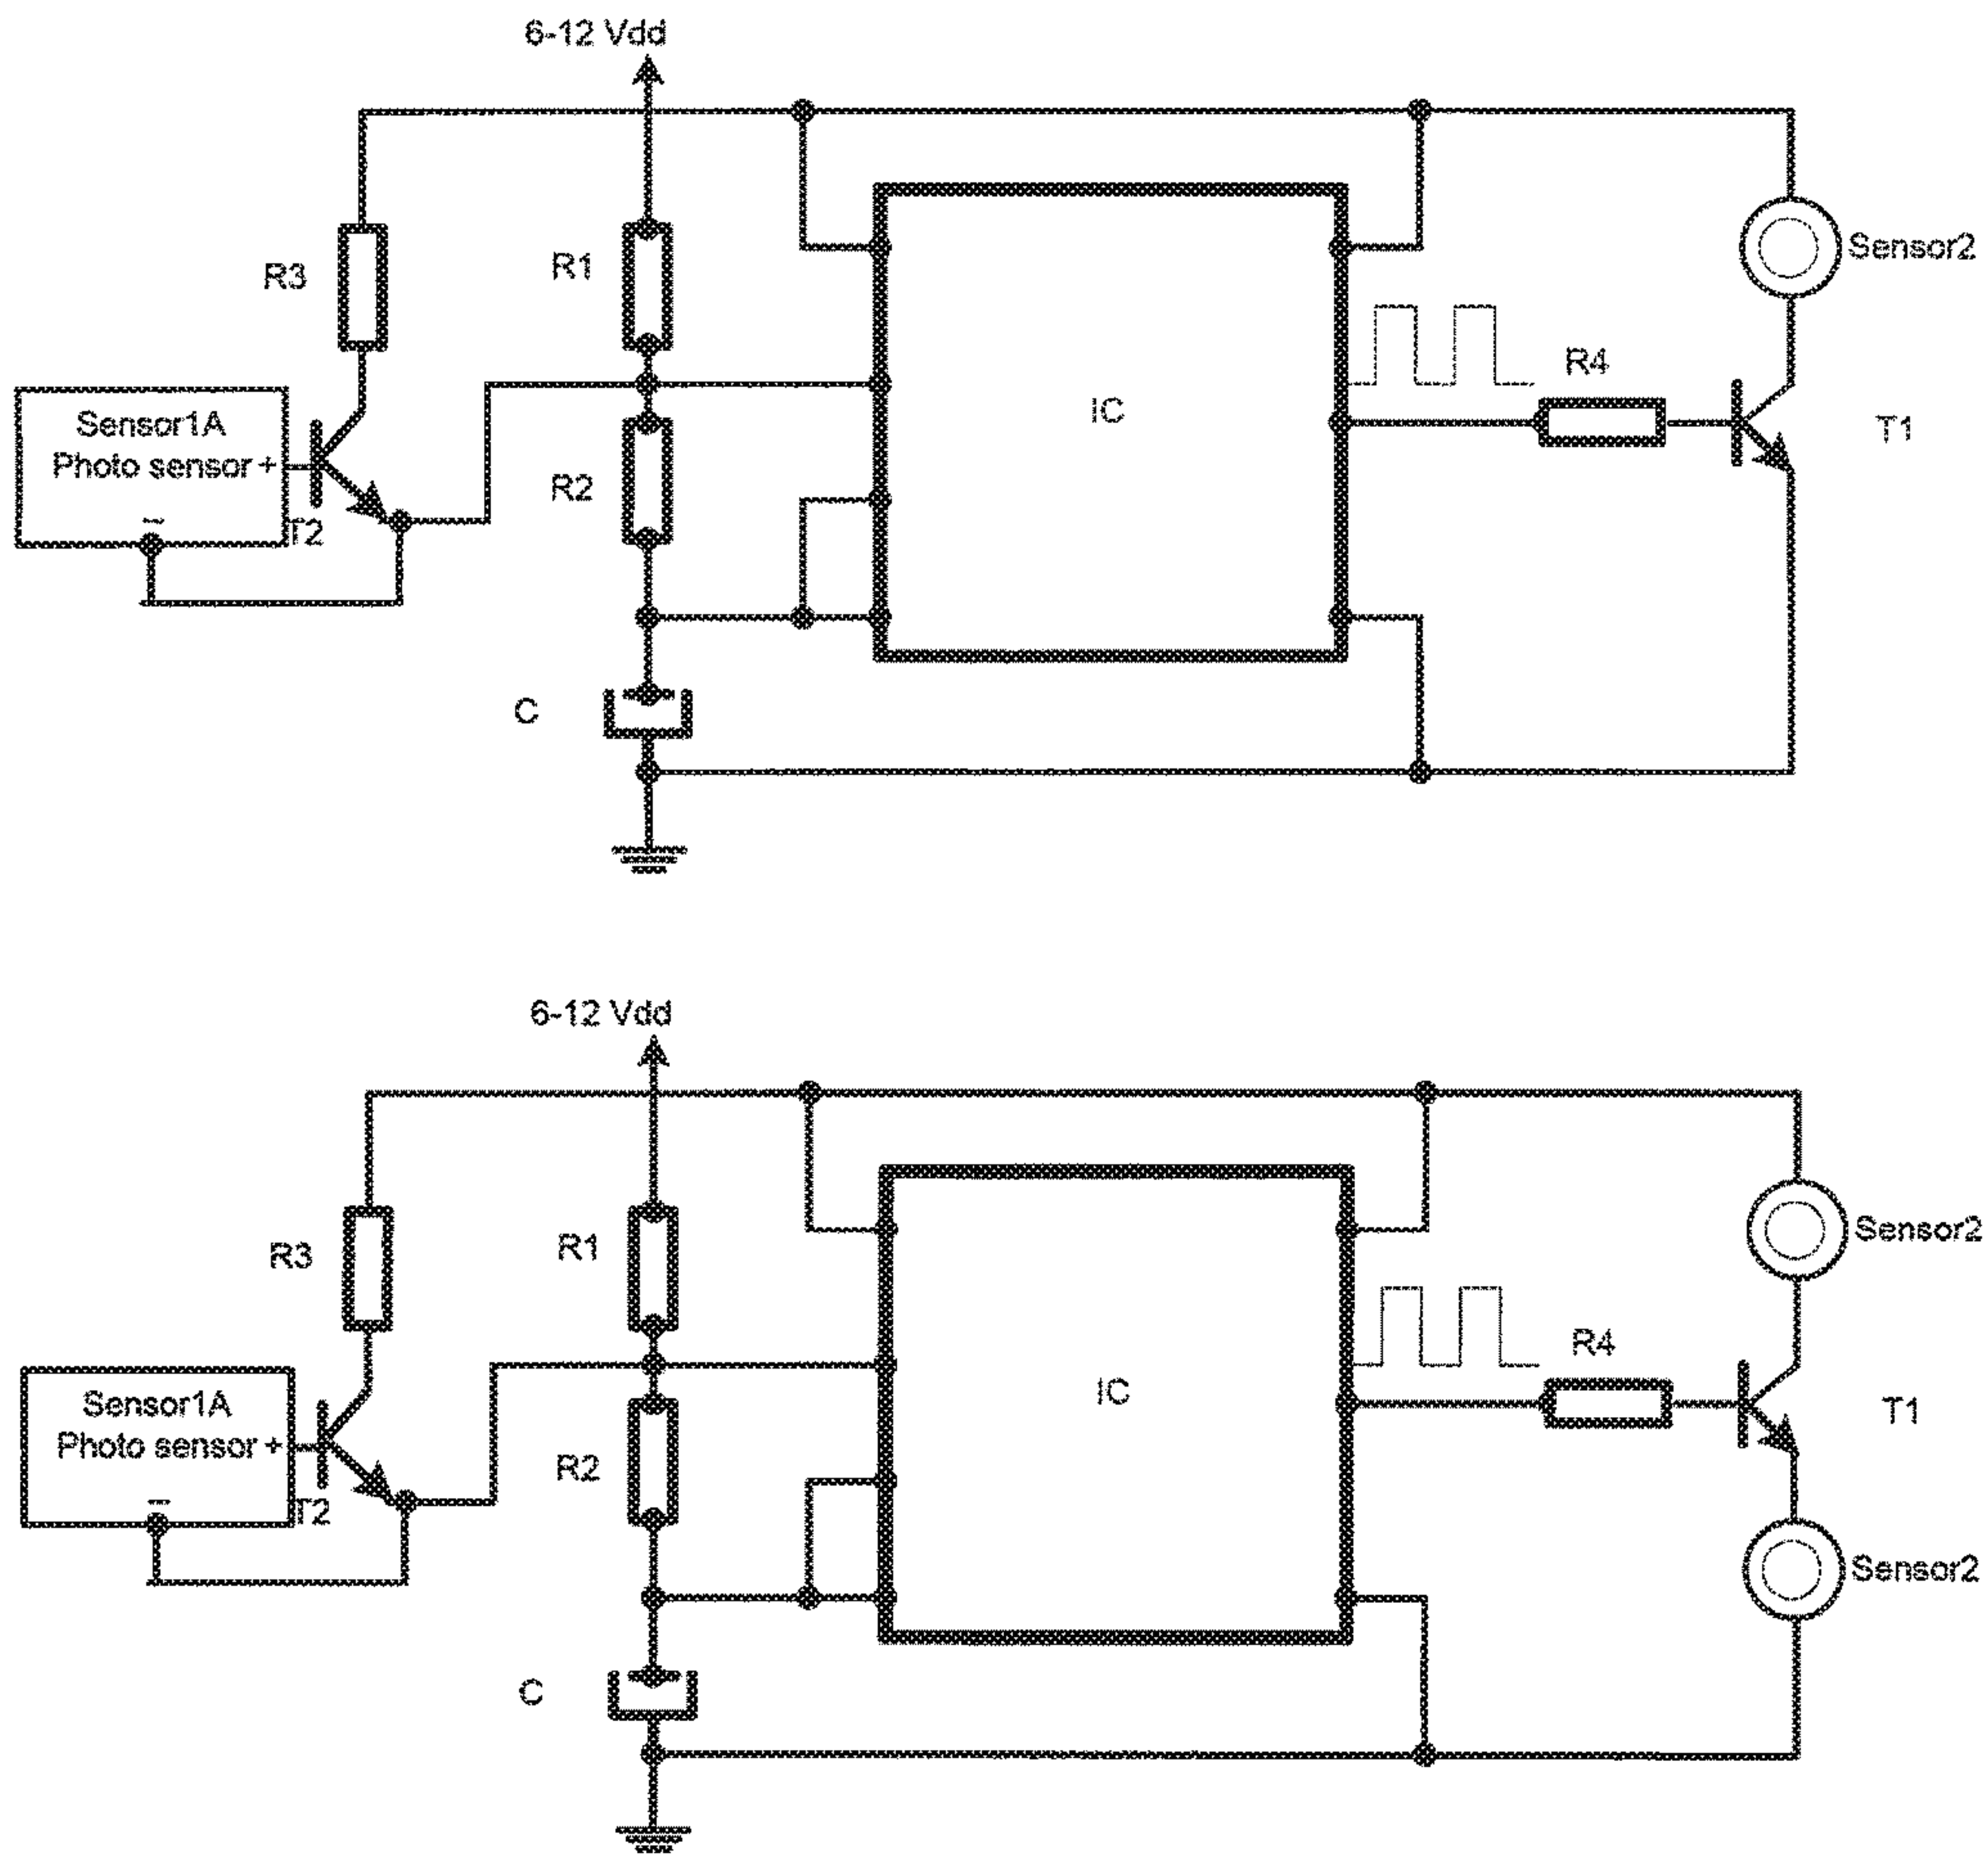 6-12 Vdd
R3
R1
Sensor2
R4
Sensor1A
Photo sensor +
IC
T1
R2
−
T2
C
6-12 Vdd
R3
R1
Sensor2
R4
Sensor1A
Photo sensor +
IC
T1
R2
−
T2
Sensor2
C